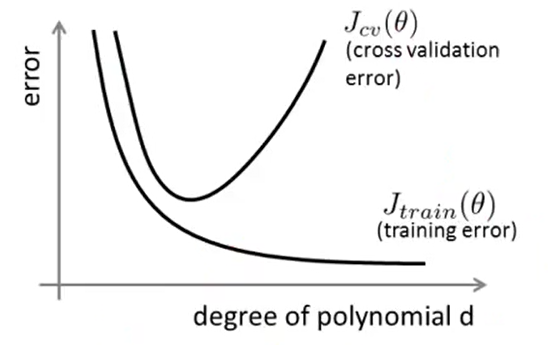 J_cv(θ)
(cross validation
error)
error
J_train(θ)
(training error)
degree of polynomial d